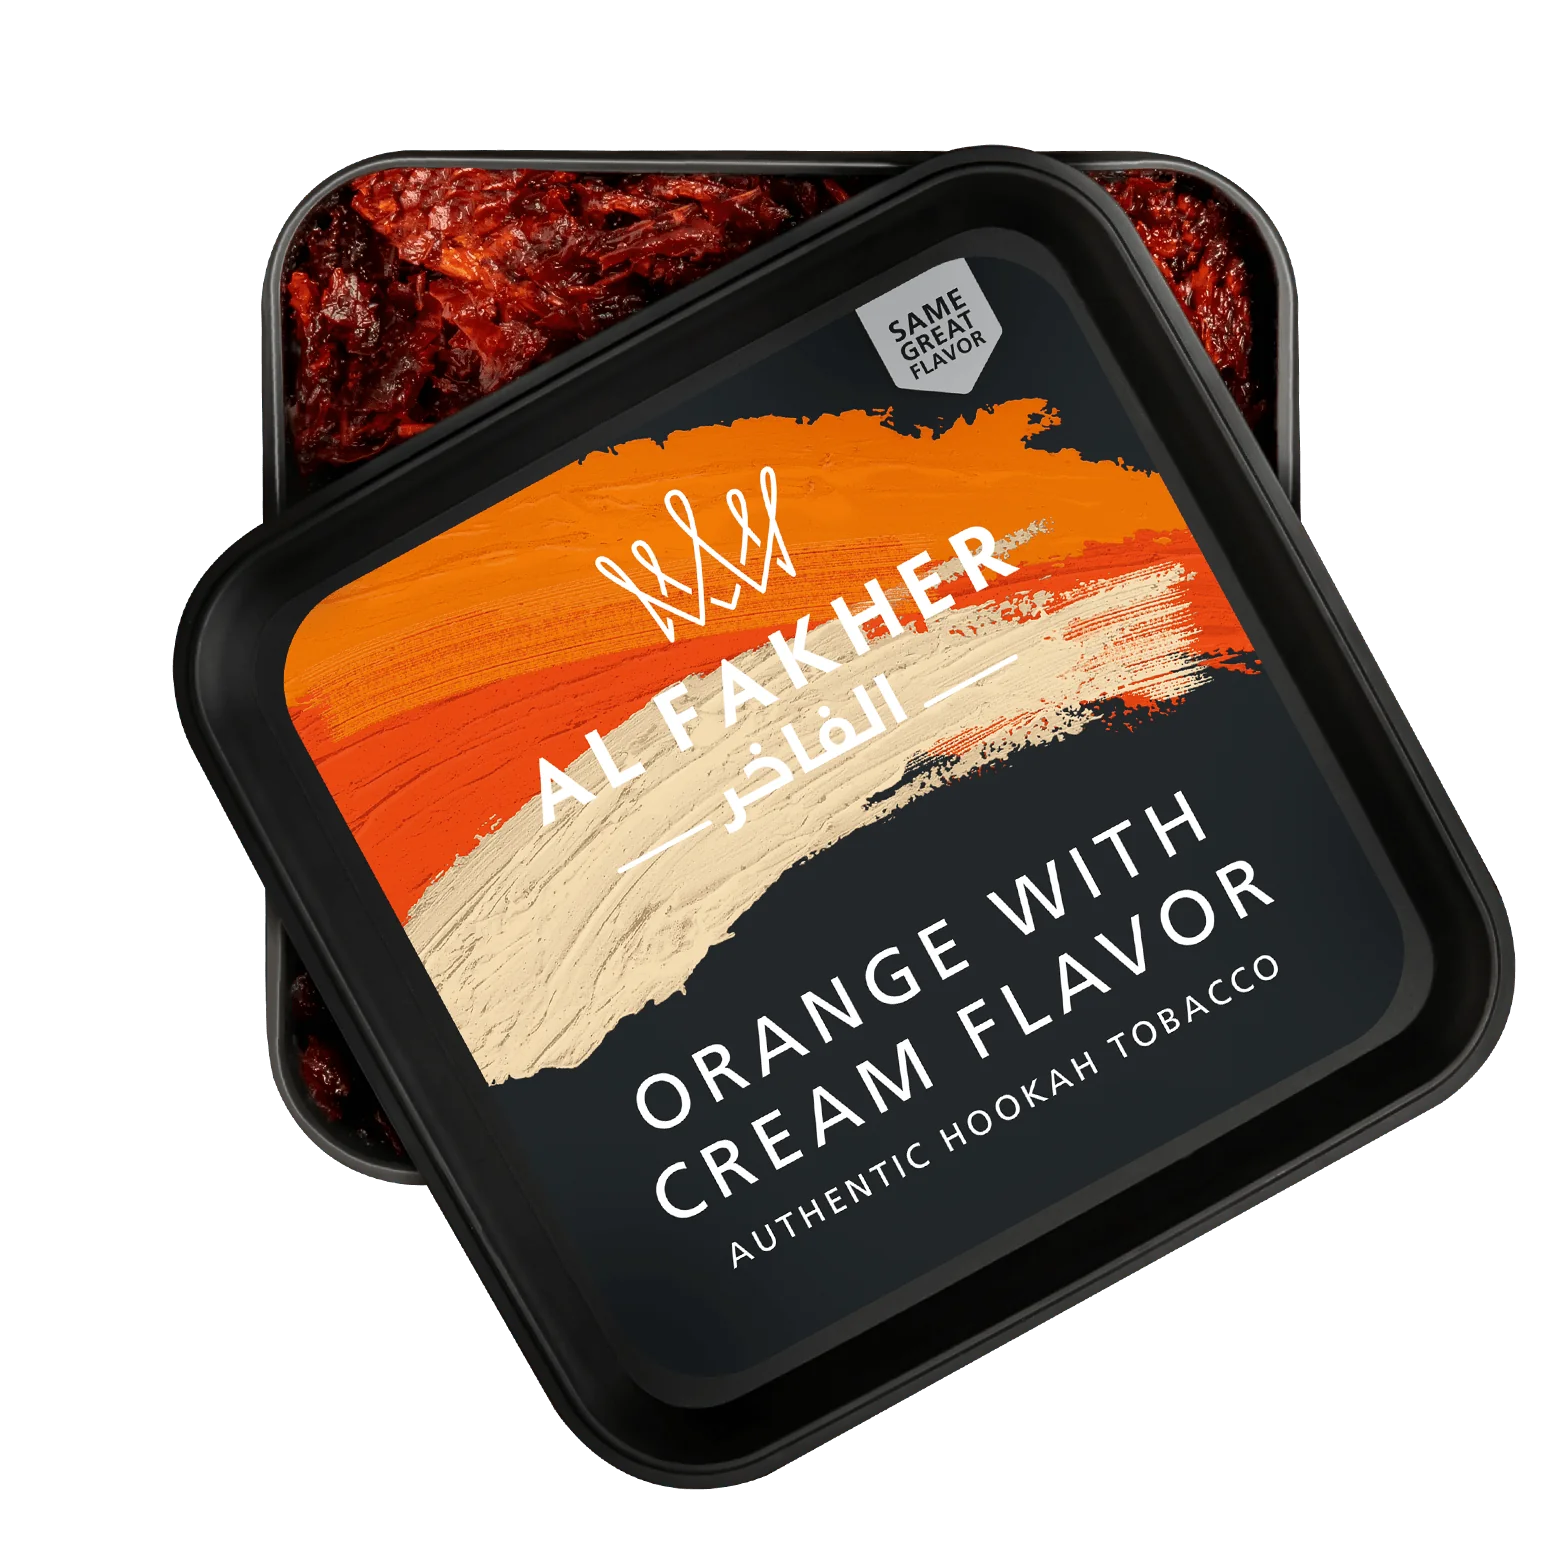 SAME
GREAT
FLAVOR
AL FAKHER
الفاخر
ORANGE WITH
CREAM FLAVOR
AUTHENTIC HOOKAH TOBACCO